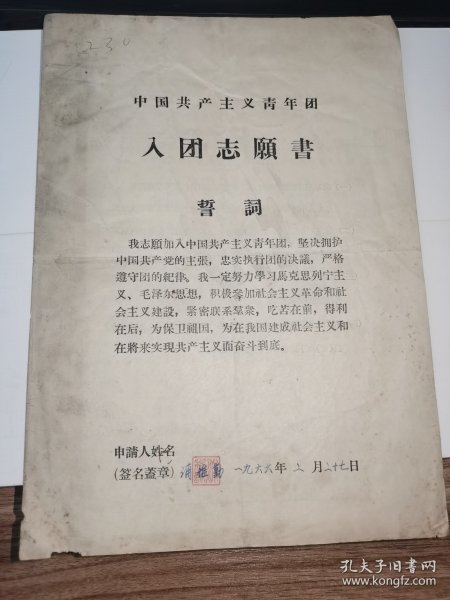 230
中国共产主义青年团
入团志願書
誓詞
我志願加入中国共产主义青年团，坚决拥护
中国共产党的主張，忠实执行团的决議，严格
遵守团的紀律。我一定努力学习馬克思列宁主
义、毛泽东思想，积极参加社会主义革命和社
会主义建設，紧密联系羣衆，吃苦在前，得利
在后，为保卫祖国，为在我国建成社会主义和
在將来实現共产主义而奋斗到底。
申請人姓名
(签名蓋章) 一九六六年 月二十七日
孔夫子旧书网
www.kongfz.com